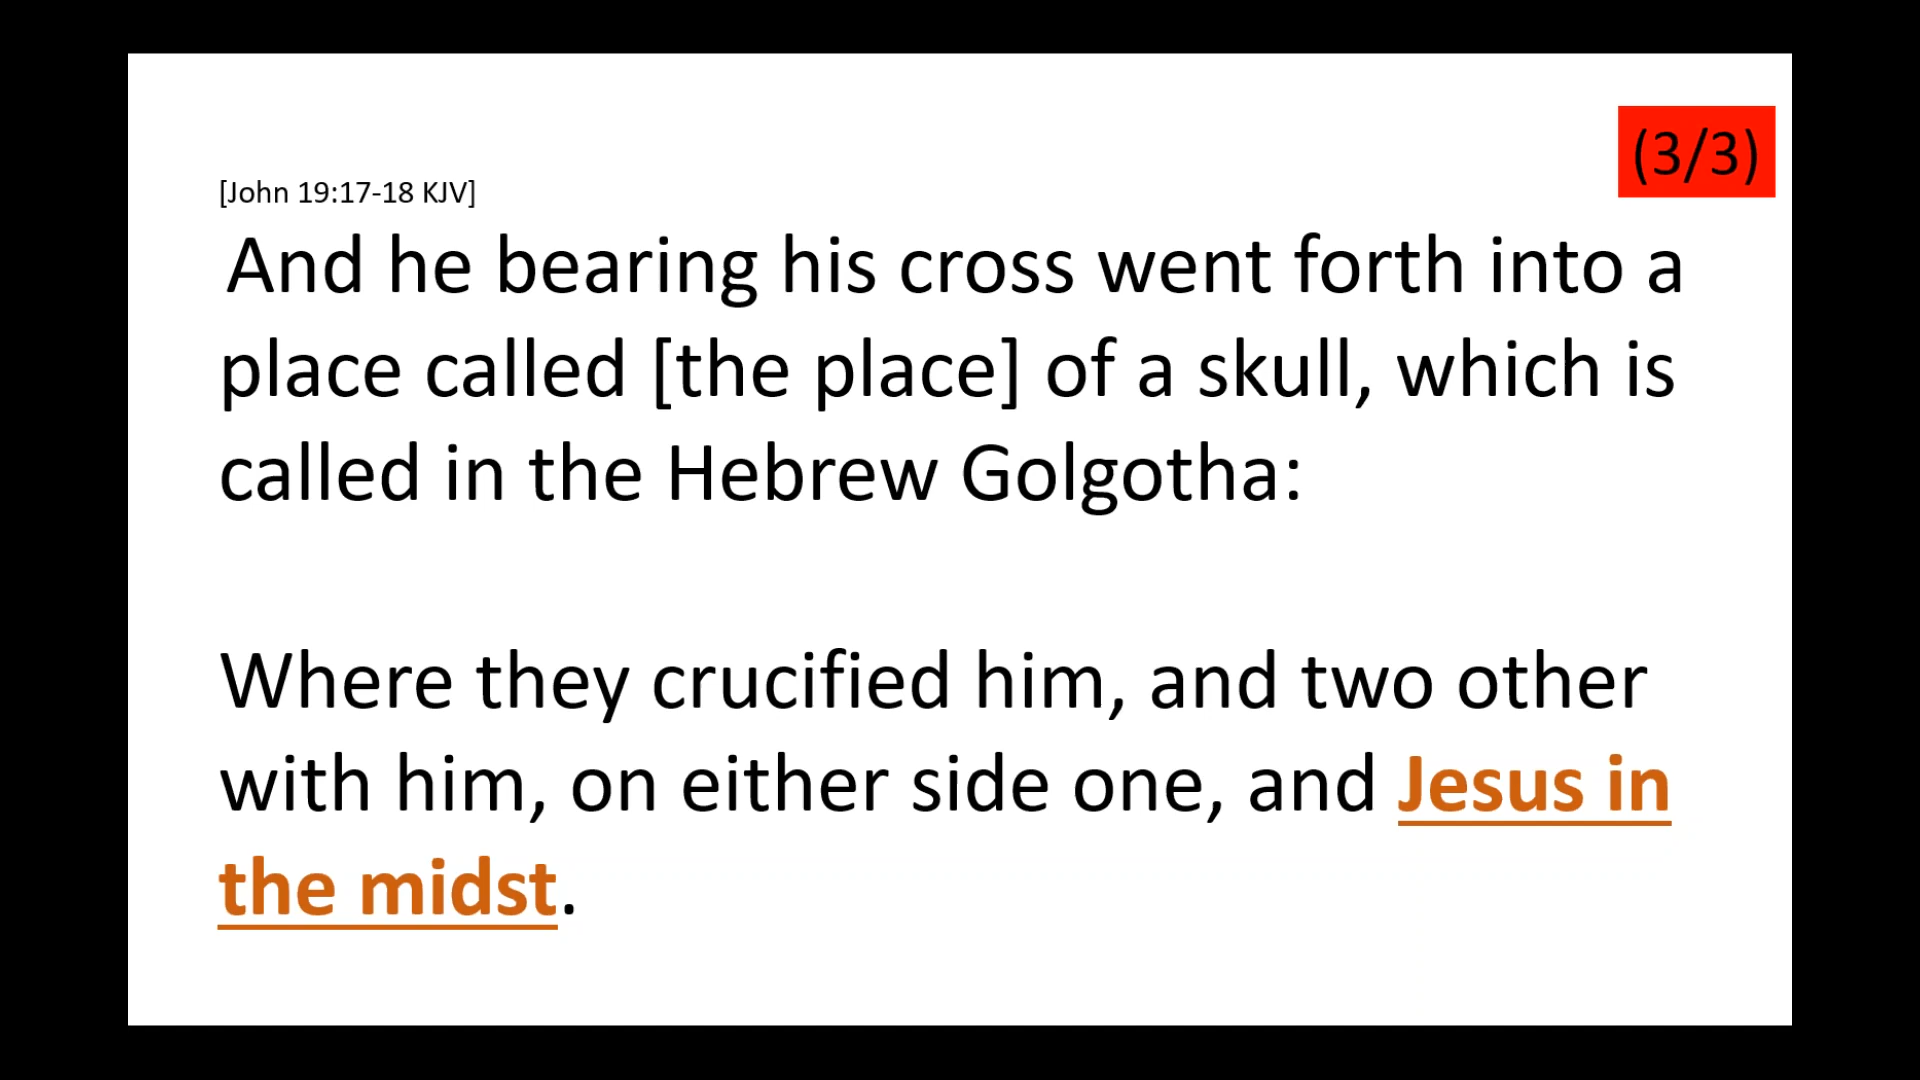 (3/3)
[John 19:17-18 KJV]
And he bearing his cross went forth into a
place called [the place] of a skull, which is
called in the Hebrew Golgotha:
Where they crucified him, and two other
with him, on either side one, and Jesus in
the midst.